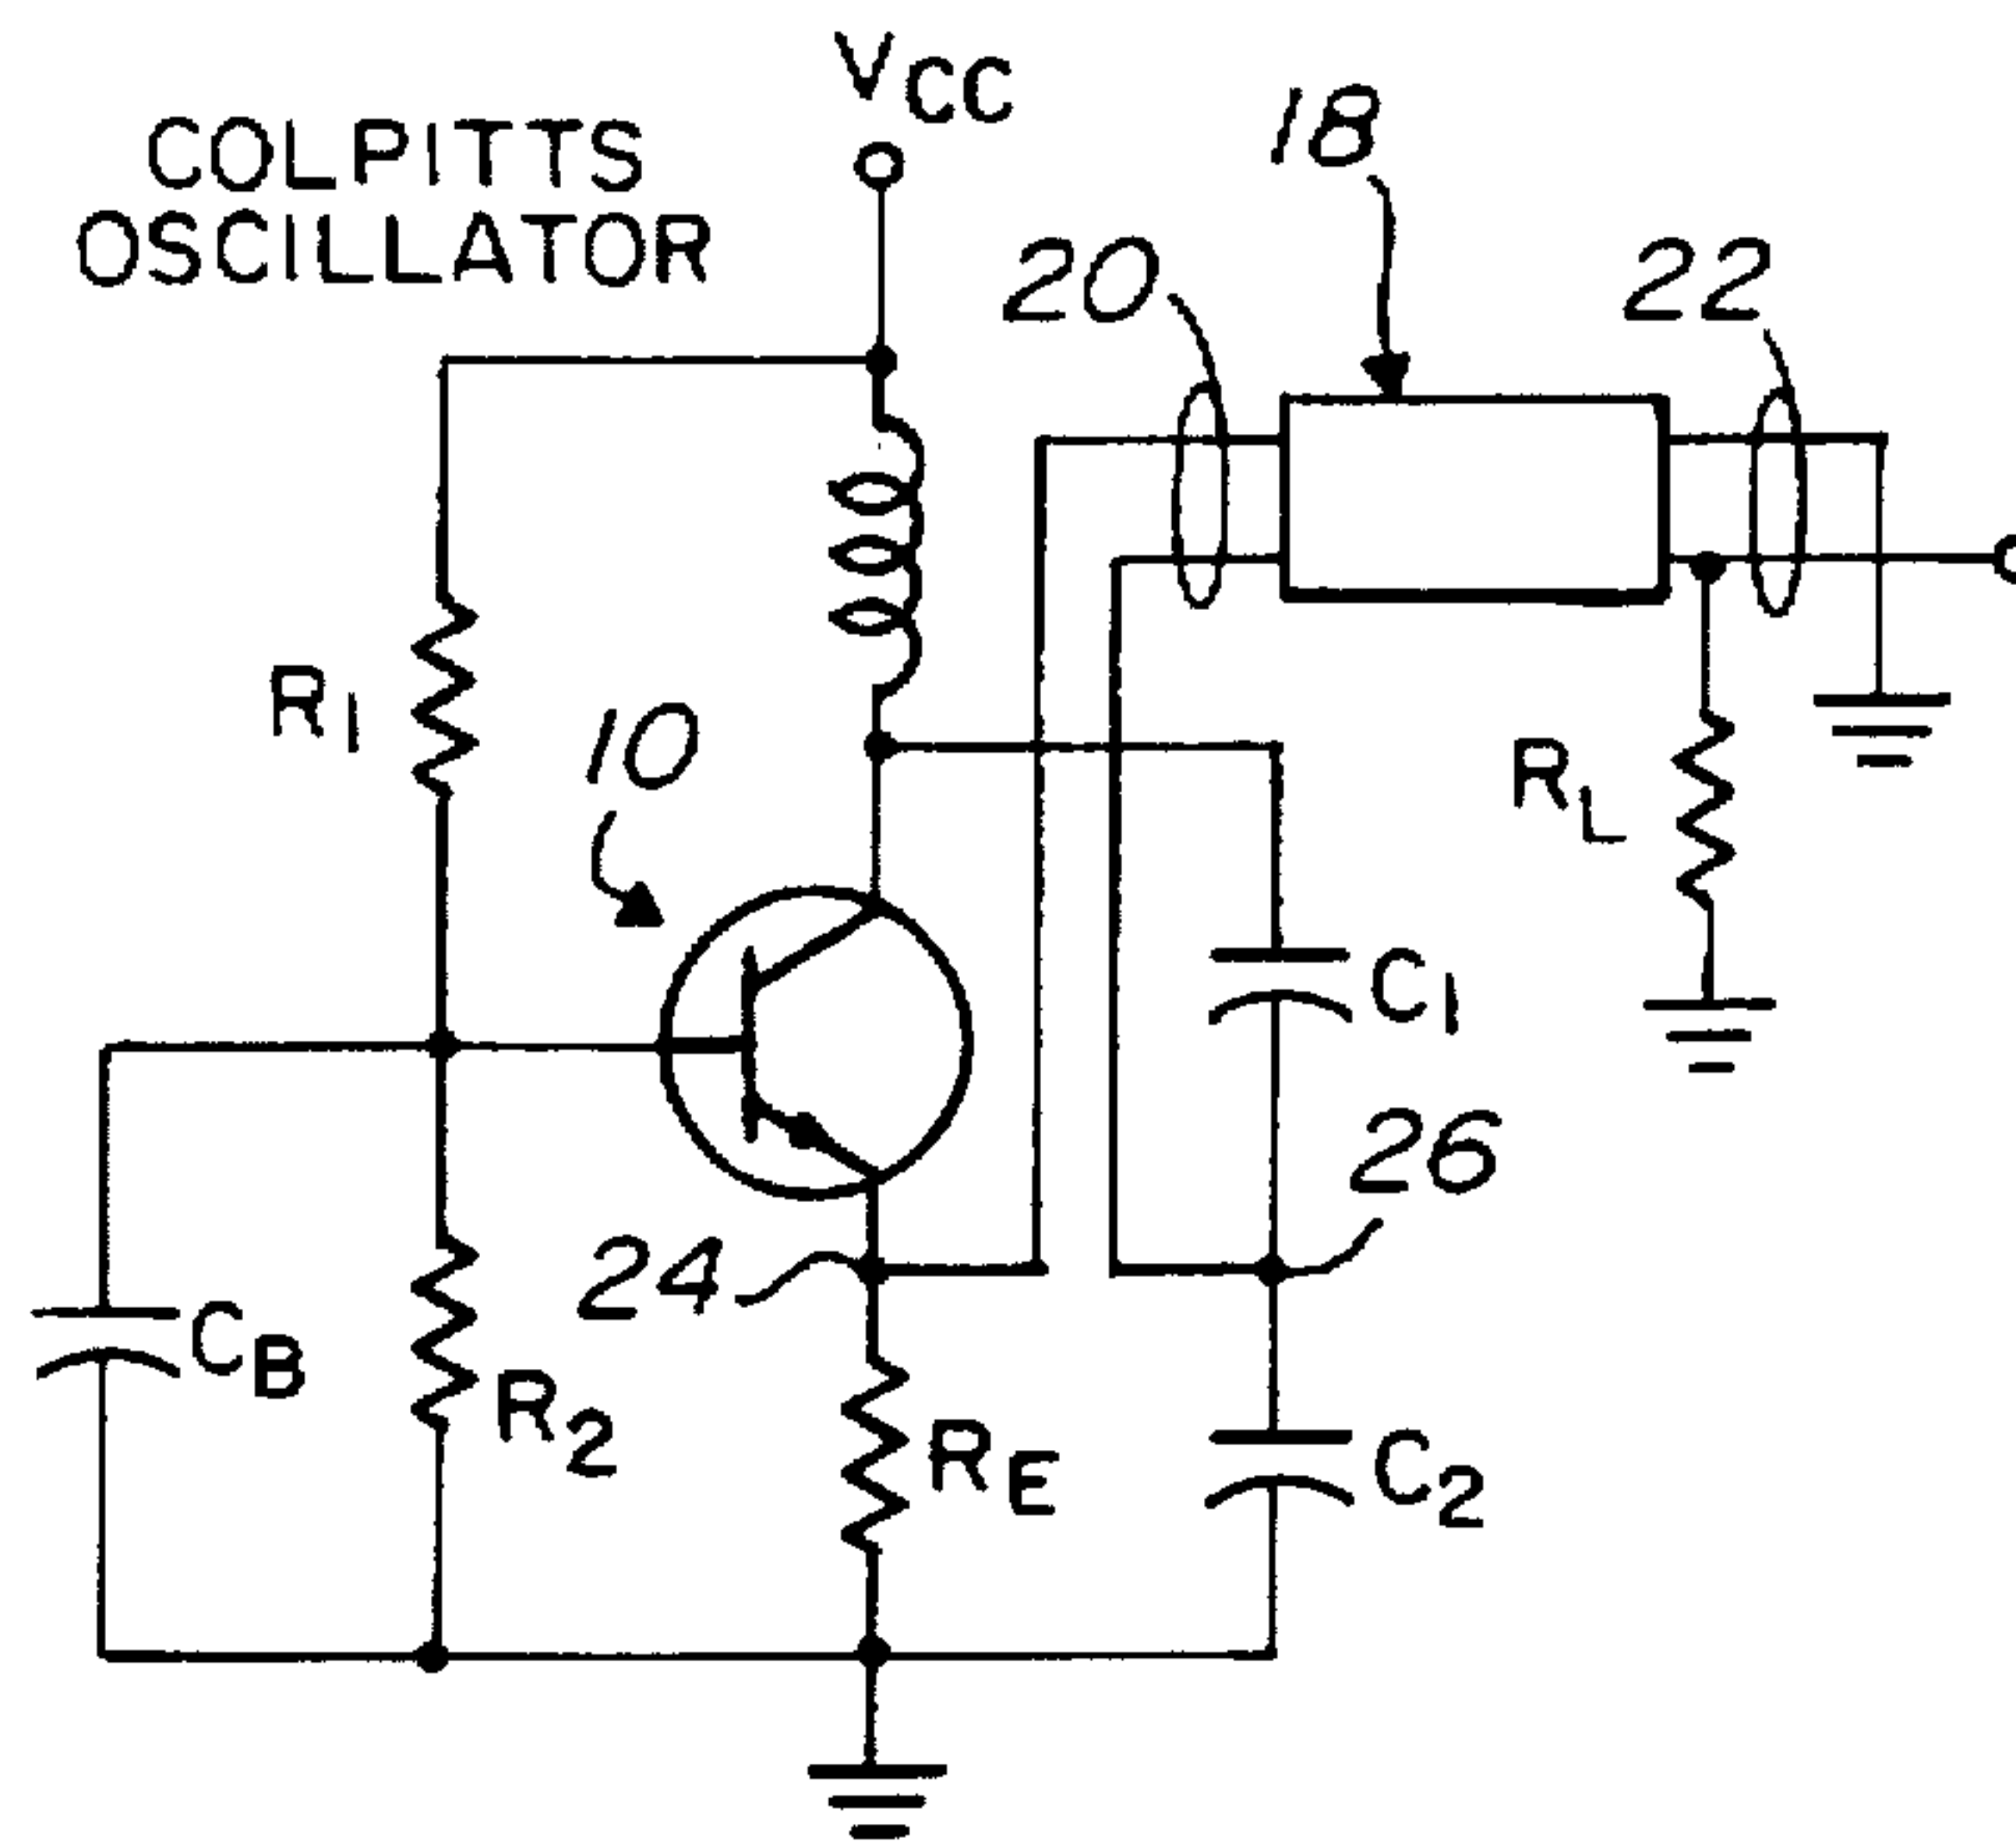 COLPITTS
OSCILLATOR
VCC
18
20
22
R1
10
RL
C1
26
24
CB
R2
RE
C2